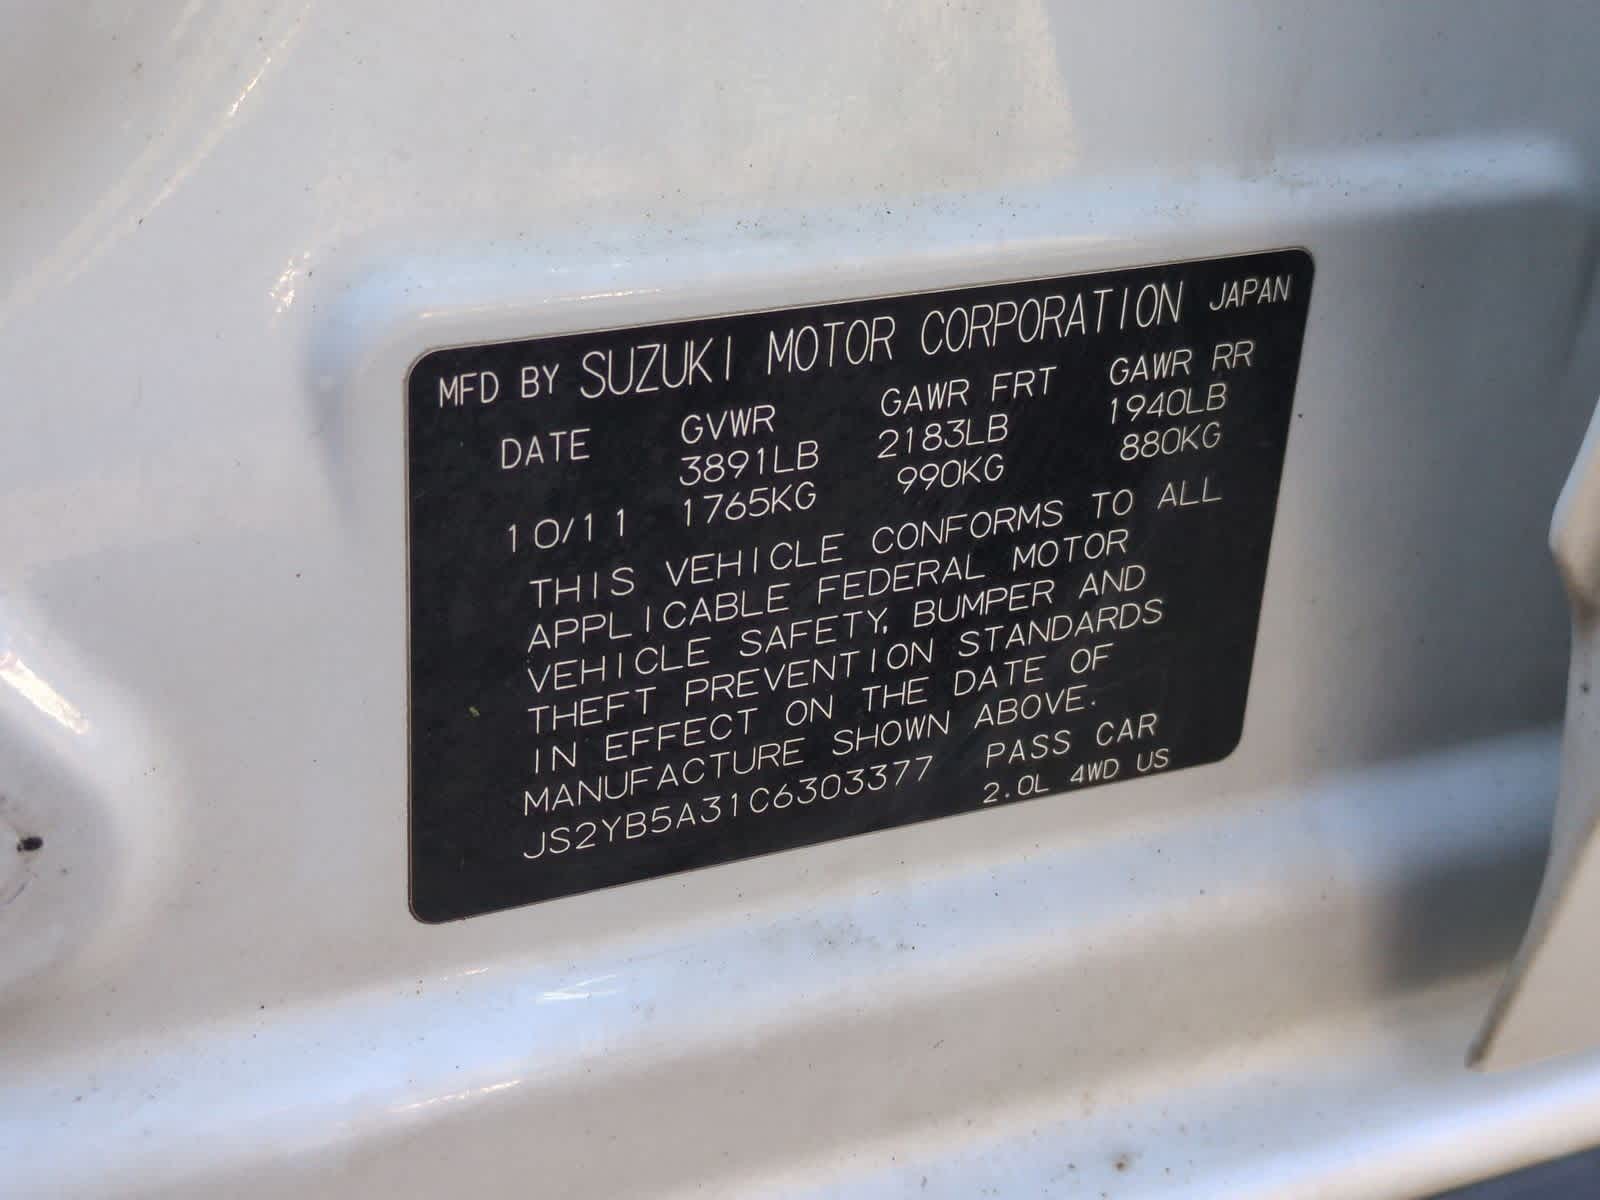 MFD BY SUZUKI MOTOR CORPORATION JAPAN
DATE GVWR GAWR FRT GAWR RR
3891LB 2183LB 1940LB
10/11 1765KG 990KG 880KG
THIS VEHICLE CONFORMS TO ALL
APPLICABLE FEDERAL MOTOR
VEHICLE SAFETY, BUMPER AND
THEFT PREVENTION STANDARDS
IN EFFECT ON THE DATE OF
MANUFACTURE SHOWN ABOVE.
JS2YB5A31C6303377 PASS CAR
2.0L 4WD US